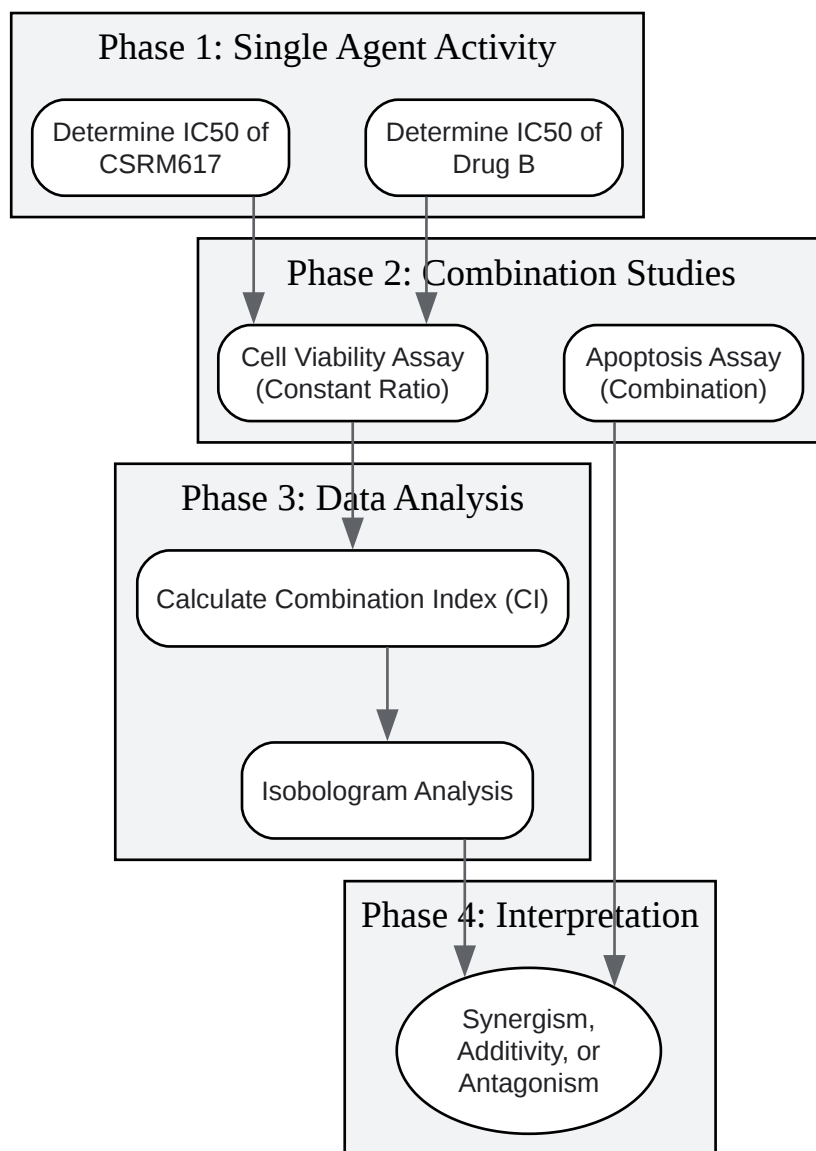 Phase 1: Single Agent Activity
Determine IC50 of
CSRM617
Determine IC50 of
Drug B
Phase 2: Combination Studies
Cell Viability Assay
(Constant Ratio)
Apoptosis Assay
(Combination)
Phase 3: Data Analysis
Calculate Combination Index (CI)
Isobologram Analysis
Phase 4: Interpretation
Synergism,
Additivity, or
Antagonism